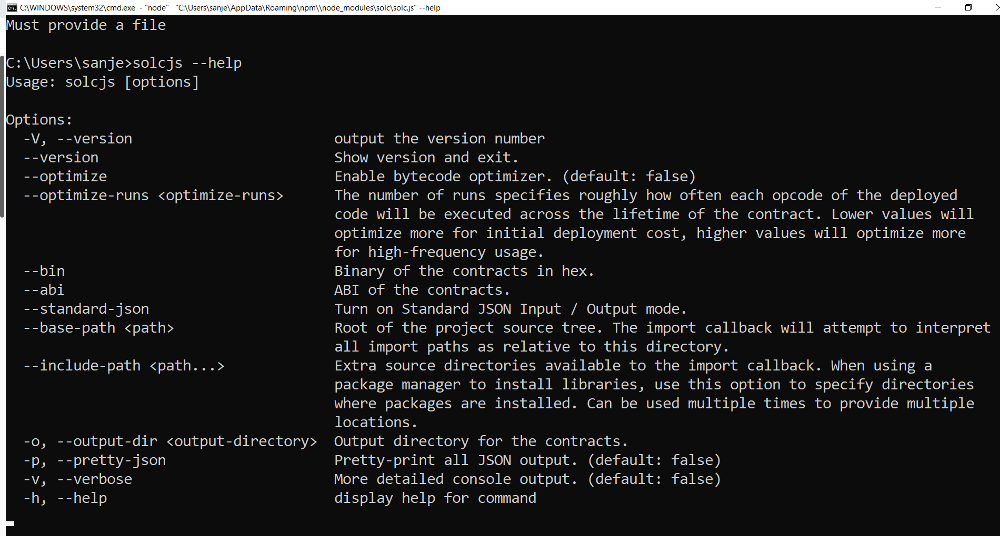 C:\WINDOWS\system32\cmd.exe - "node" "C:\Users\sanje\AppData\Roaming\npm\\node_modules\solc\solc.js" --help
Must provide a file
C:\Users\sanje>solcjs --help
Usage: solcjs [options]
Options:
-V, --version output the version number
--version Show version and exit.
--optimize Enable bytecode optimizer. (default: false)
--optimize-runs <optimize-runs> The number of runs specifies roughly how often each opcode of the deployed
code will be executed across the lifetime of the contract. Lower values will
optimize more for initial deployment cost, higher values will optimize more
for high-frequency usage.
--bin Binary of the contracts in hex.
--abi ABI of the contracts.
--standard-json Turn on Standard JSON Input / Output mode.
--base-path <path> Root of the project source tree. The import callback will attempt to interpret
all import paths as relative to this directory.
--include-path <path...> Extra source directories available to the import callback. When using a
package manager to install libraries, use this option to specify directories
where packages are installed. Can be used multiple times to provide multiple
locations.
-o, --output-dir <output-directory> Output directory for the contracts.
-p, --pretty-json Pretty-print all JSON output. (default: false)
-v, --verbose More detailed console output. (default: false)
-h, --help display help for command